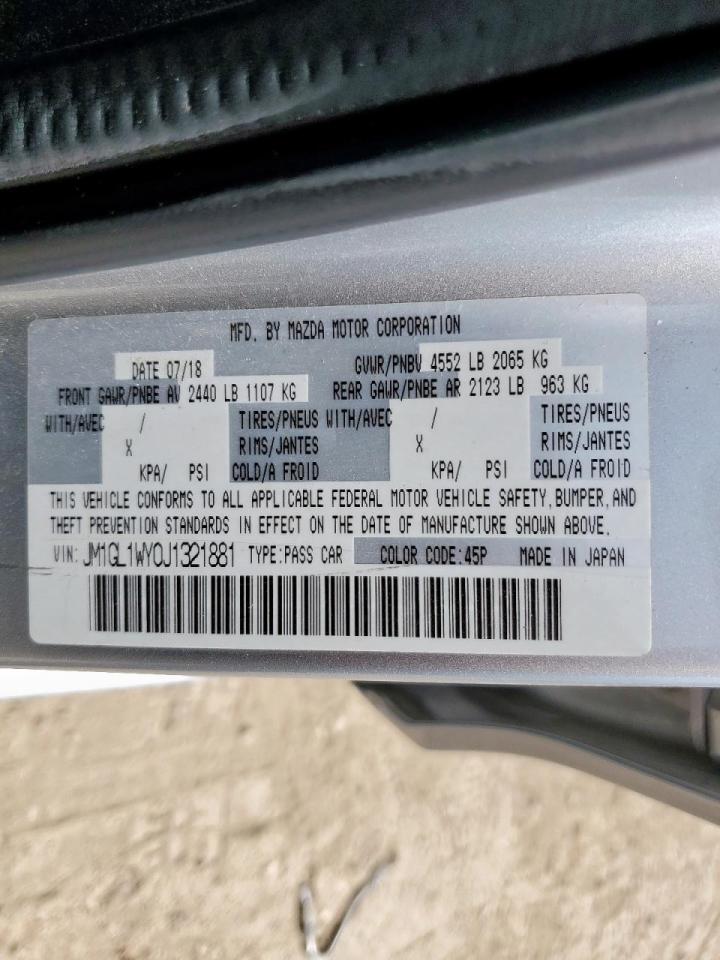 MFD. BY MAZDA MOTOR CORPORATION
DATE 07/18 GVWR/PNBV 4552 LB 2065 KG
FRONT GAWR/PNBE AV 2440 LB 1107 KG REAR GAWR/PNBE AR 2123 LB 963 KG
WITH/AVEC / TIRES/PNEUS WITH/AVEC / TIRES/PNEUS
X RIMS/JANTES X RIMS/JANTES
KPA/ PSI COLD/A FROID KPA/ PSI COLD/A FROID
THIS VEHICLE CONFORMS TO ALL APPLICABLE FEDERAL MOTOR VEHICLE SAFETY, BUMPER, AND
THEFT PREVENTION STANDARDS IN EFFECT ON THE DATE OF MANUFACTURE SHOWN ABOVE.
VIN: JM1GL1WY0J1321881 TYPE:PASS CAR COLOR CODE:45P MADE IN JAPAN